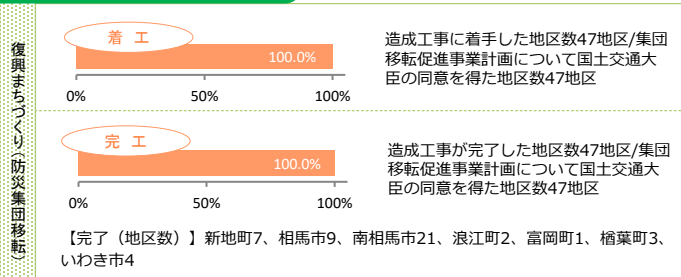 復興まちづくり（防災集団移転）
着 工
100.0%
0% 50% 100%
造成工事に着手した地区数47地区/集団
移転促進事業計画について国土交通大
臣の同意を得た地区数47地区
完 工
100.0%
0% 50% 100%
造成工事が完了した地区数47地区/集団
移転促進事業計画について国土交通大
臣の同意を得た地区数47地区
【完了（地区数）】新地町7、相馬市9、南相馬市21、浪江町2、富岡町1、楢葉町3、
いわき市4